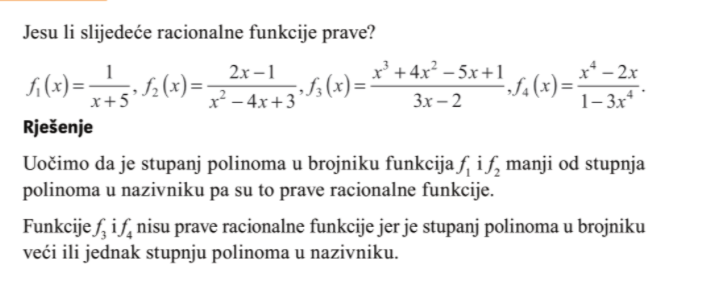 Jesu li slijedeće racionalne funkcije prave?
f₁(x) = 1/(x+5), f₂(x) = (2x−1)/(x²−4x+3), f₃(x) = (x³+4x²−5x+1)/(3x−2), f₄(x) = (x⁴−2x)/(1−3x⁴).
Rješenje
Uočimo da je stupanj polinoma u brojniku funkcija f₁ i f₂ manji od stupnja
polinoma u nazivniku pa su to prave racionalne funkcije.
Funkcije f₃ i f₄ nisu prave racionalne funkcije jer je stupanj polinoma u brojniku
veći ili jednak stupnju polinoma u nazivniku.